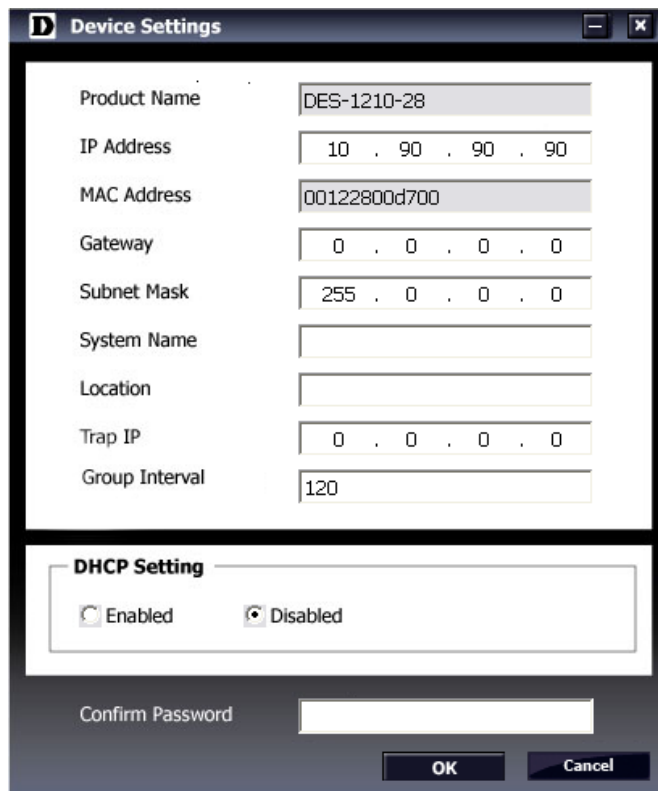 D Device Settings
Product Name DES-1210-28
IP Address 10 . 90 . 90 . 90
MAC Address 00122800d700
Gateway 0 . 0 . 0 . 0
Subnet Mask 255 . 0 . 0 . 0
System Name
Location
Trap IP 0 . 0 . 0 . 0
Group Interval 120
DHCP Setting
Enabled Disabled
Confirm Password
OK Cancel